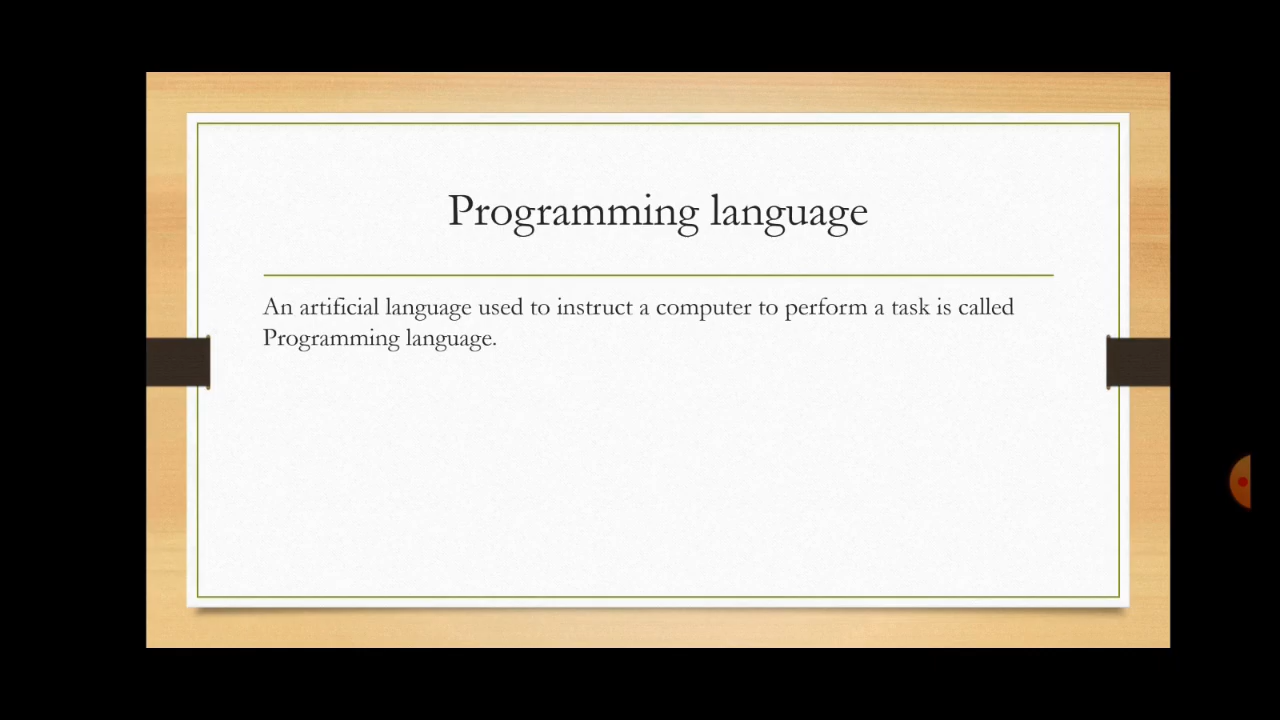 Programming language
An artificial language used to instruct a computer to perform a task is called
Programming language.